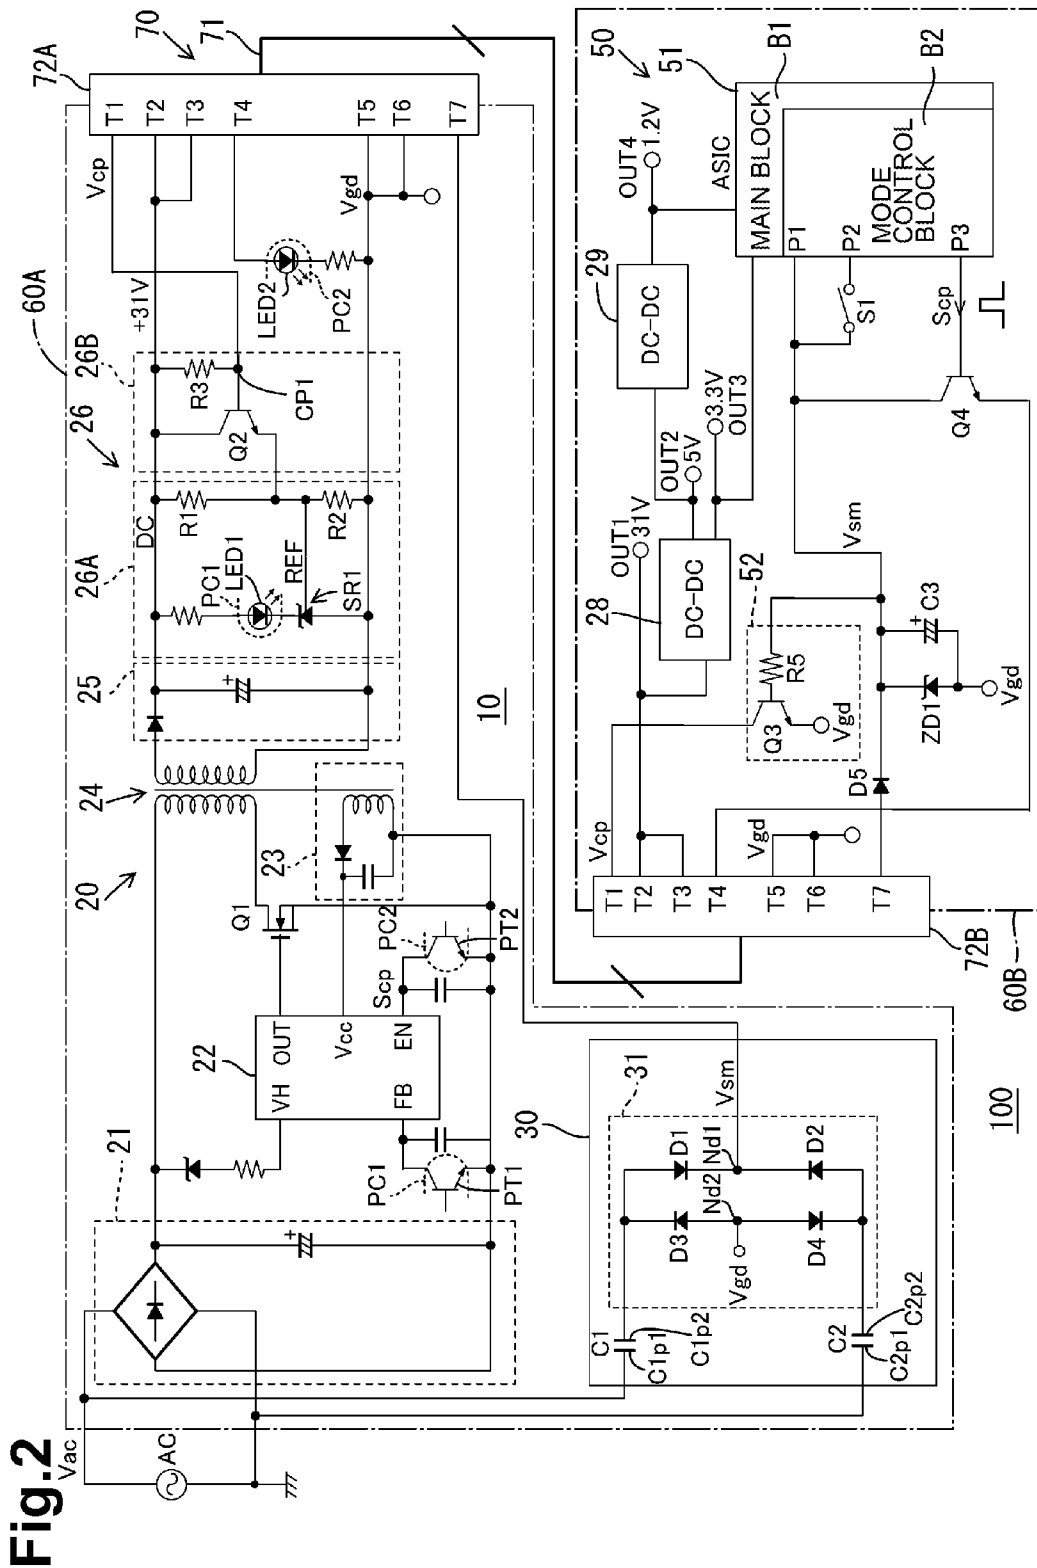 Fig.2
Vac
AC
21
20
24
25
26
26A
26B
60A
72A
70
71
VH
OUT
22
Vcc
FB
EN
Scp
PC1
PT1
PC2
PT2
Q1
23
DC
R1
PC1
LED1
REF
SR1
R2
Q2
R3
CP1
+31V
Vcp
LED2
PC2
Vgd
T1
T2
T3
T4
T5
T6
T7
10
30
31
C1
C1p1
C1p2
C2
C2p1
C2p2
D3
D1
Nd2
Nd1
Vgd
D4
D2
Vsm
100
60B
72B
T1
T2
T3
T4
T5
T6
T7
Vcp
Vgd
D5
Q3
R5
52
Vgd
ZD1
C3
Vgd
Vsm
28
DC-DC
OUT1
31V
OUT2
5V
3.3V
OUT3
29
DC-DC
OUT4
1.2V
50
51
ASIC
MAIN BLOCK
B1
MODE
CONTROL
BLOCK
B2
P1
P2
P3
S1
Scp
Q4